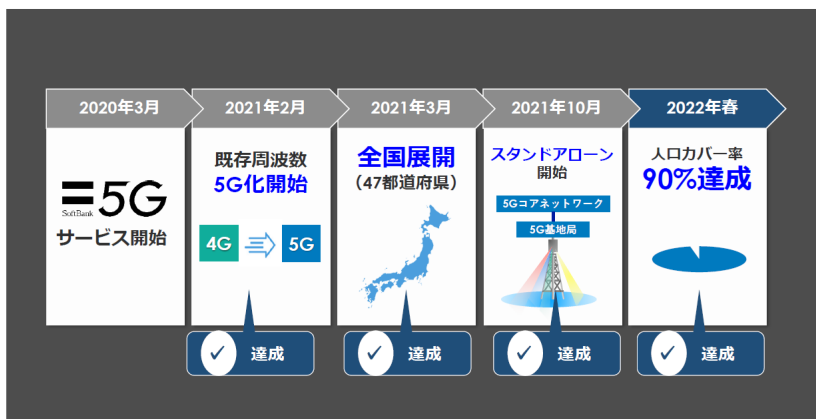 2020年3月
2021年2月
2021年3月
2021年10月
2022年春
SoftBank
5G
サービス開始
既存周波数
5G化開始
4G
5G
達成
全国展開
(47都道府県)
達成
スタンドアローン
開始
5Gコアネットワーク
5G基地局
達成
人口カバー率
90%達成
達成